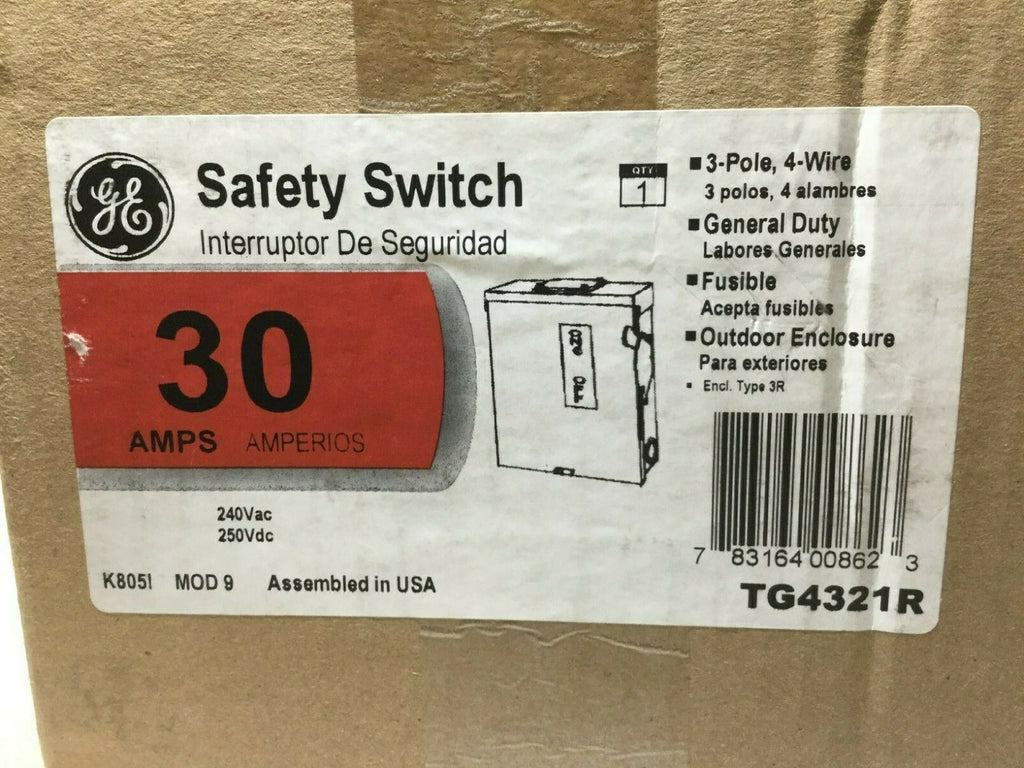 GE
Safety Switch
Interruptor De Seguridad
QTY
1
30
AMPS AMPERIOS
240Vac
250Vdc
K805I MOD 9 Assembled in USA
■ 3-Pole, 4-Wire
3 polos, 4 alambres
■ General Duty
Labores Generales
■ Fusible
Acepta fusibles
■ Outdoor Enclosure
Para exteriores
▪ Encl. Type 3R
ON
OFF
7 83164 00862 3
TG4321R